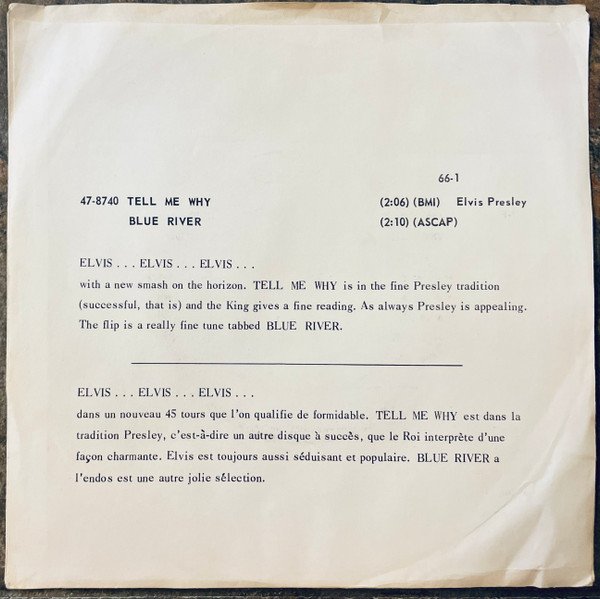 66-1
47-8740 TELL ME WHY (2:06) (BMI) Elvis Presley
BLUE RIVER (2:10) (ASCAP)
ELVIS . . . ELVIS . . . ELVIS . . .
with a new smash on the horizon. TELL ME WHY is in the fine Presley tradition
(successful, that is) and the King gives a fine reading. As always Presley is appealing.
The flip is a really fine tune tabbed BLUE RIVER.
ELVIS . . . ELVIS . . . ELVIS . . .
dans un nouveau 45 tours que l'on qualifie de formidable. TELL ME WHY est dans la
tradition Presley, c'est-à-dire un autre disque à succès, que le Roi interprète d'une
façon charmante. Elvis est toujours aussi séduisant et populaire. BLUE RIVER a
l'endos est une autre jolie sélection.